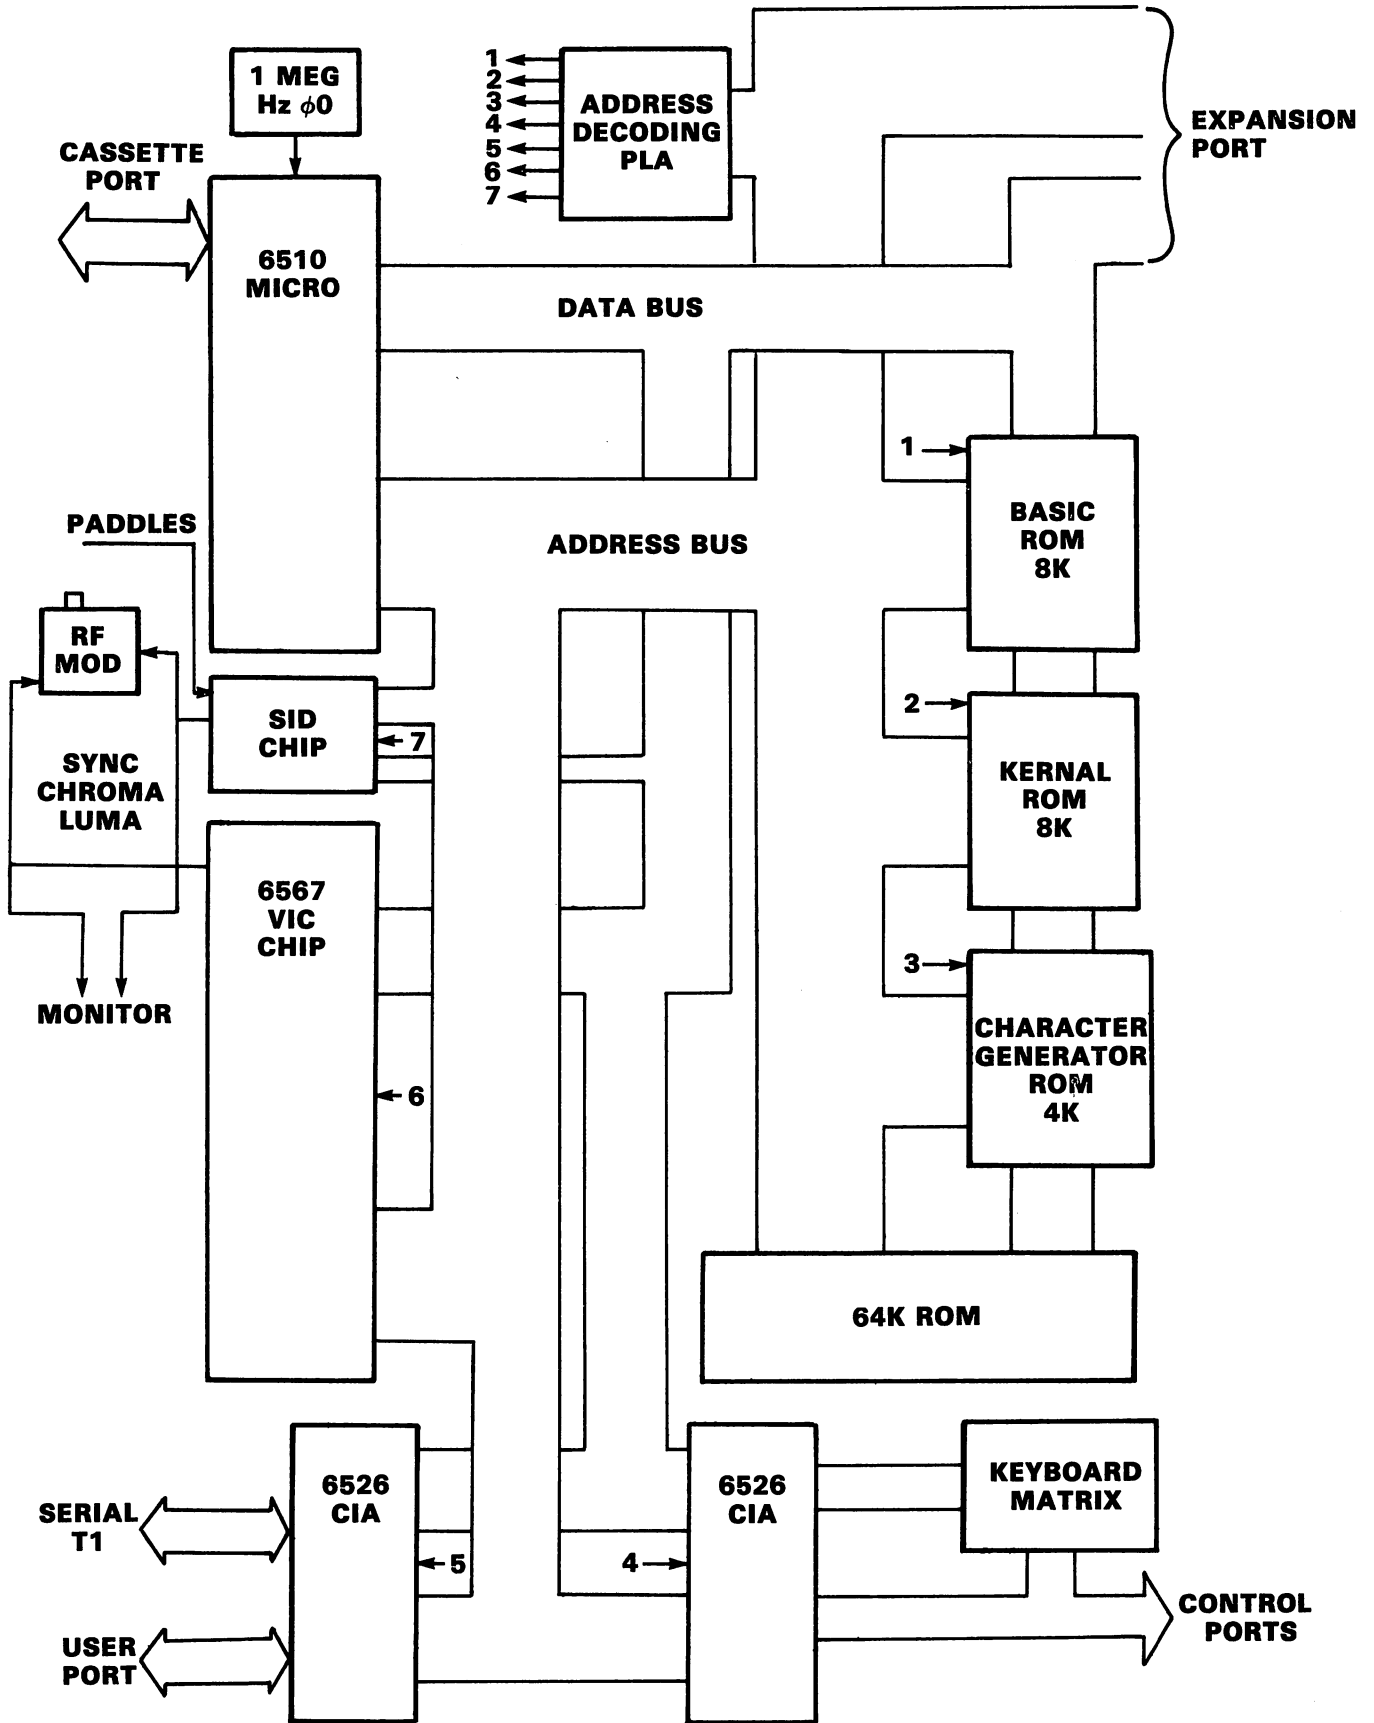 1 MEG
Hz ϕ0
CASSETTE
PORT
1
2
3
4
5
6
7
ADDRESS
DECODING
PLA
EXPANSION
PORT
6510
MICRO
DATA BUS
1
BASIC
ROM
8K
PADDLES
ADDRESS BUS
RF
MOD
2
SID
CHIP
7
SYNC
CHROMA
LUMA
KERNAL
ROM
8K
6567
VIC
CHIP
3
MONITOR
CHARACTER
GENERATOR
ROM
4K
6
64K ROM
6526
CIA
6526
CIA
KEYBOARD
MATRIX
SERIAL
T1
5
4
CONTROL
PORTS
USER
PORT